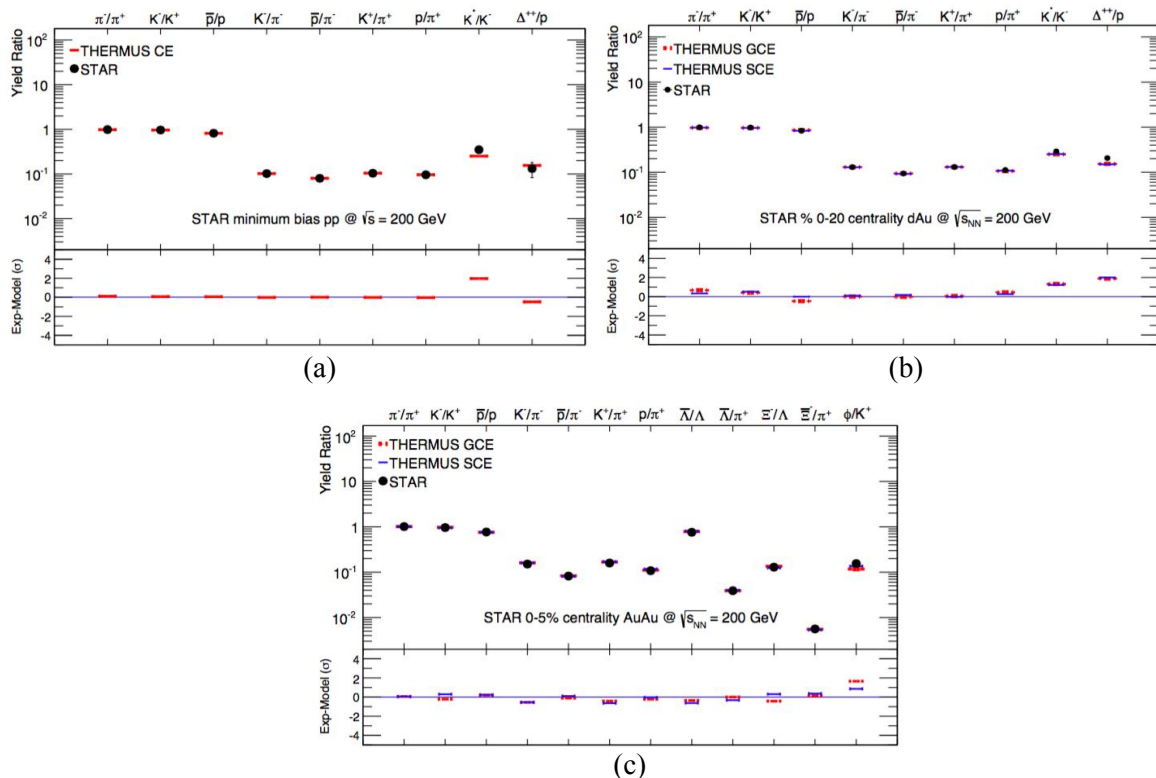 π⁻/π⁺ K⁻/K⁺ p̅/p K⁻/π⁻ p̅/π⁻ K⁺/π⁺ p/π⁺ K*/K⁻ Δ⁺⁺/p
Yield Ratio
10²
10
1
10⁻¹
10⁻²
THERMUS CE
STAR
STAR minimum bias pp @ √s = 200 GeV
Exp-Model (σ)
4
2
0
-2
-4
(a)
π⁻/π⁺ K⁻/K⁺ p̅/p K⁻/π⁻ p̅/π⁻ K⁺/π⁺ p/π⁺ K*/K⁻ Δ⁺⁺/p
Yield Ratio
10²
10
1
10⁻¹
10⁻²
THERMUS GCE
THERMUS SCE
STAR
STAR % 0-20 centrality dAu @ √s_NN = 200 GeV
Exp-Model (σ)
4
2
0
-2
-4
(b)
π⁻/π⁺ K⁻/K⁺ p̅/p K⁻/π⁻ p̅/π⁻ K⁺/π⁺ p/π⁺ Λ̅/Λ Λ̅/π⁺ Ξ⁻/Λ Ξ̅⁻/π⁺ φ/K⁺
Yield Ratio
10²
10
1
10⁻¹
10⁻²
THERMUS GCE
THERMUS SCE
STAR
STAR 0-5% centrality AuAu @ √s_NN = 200 GeV
Exp-Model (σ)
4
2
0
-2
-4
(c)